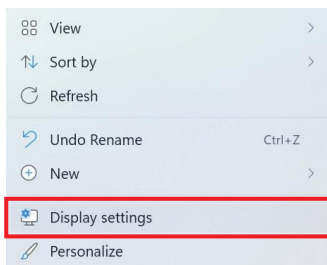 View
Sort by
Refresh
Undo Rename Ctrl+Z
New
Display settings
Personalize